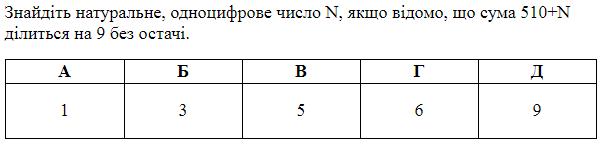 Знайдіть натуральне, одноцифрове число N, якщо відомо, що сума 510+N
ділиться на 9 без остачі.
А Б В Г Д
1 3 5 6 9